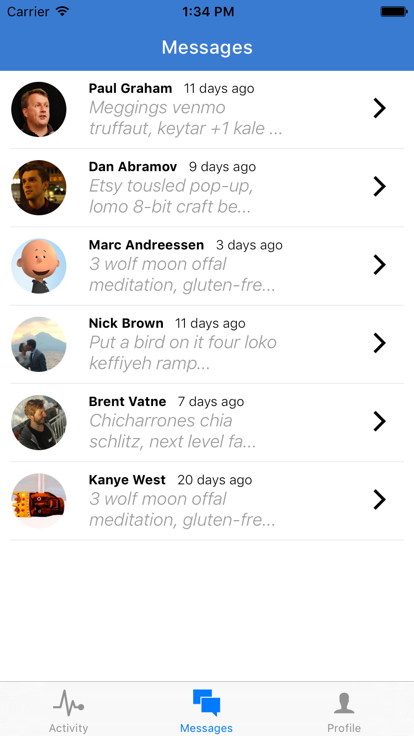 Carrier 1:34 PM
Messages
Paul Graham 11 days ago
Meggings venmo
truffaut, keytar +1 kale ...
Dan Abramov 9 days ago
Etsy tousled pop-up,
lomo 8-bit craft be...
Marc Andreessen 3 days ago
3 wolf moon offal
meditation, gluten-fre...
Nick Brown 11 days ago
Put a bird on it four loko
keffiyeh ramp...
Brent Vatne 7 days ago
Chicharrones chia
schlitz, next level fa...
Kanye West 20 days ago
3 wolf moon offal
meditation, gluten-fre...
Activity Messages Profile